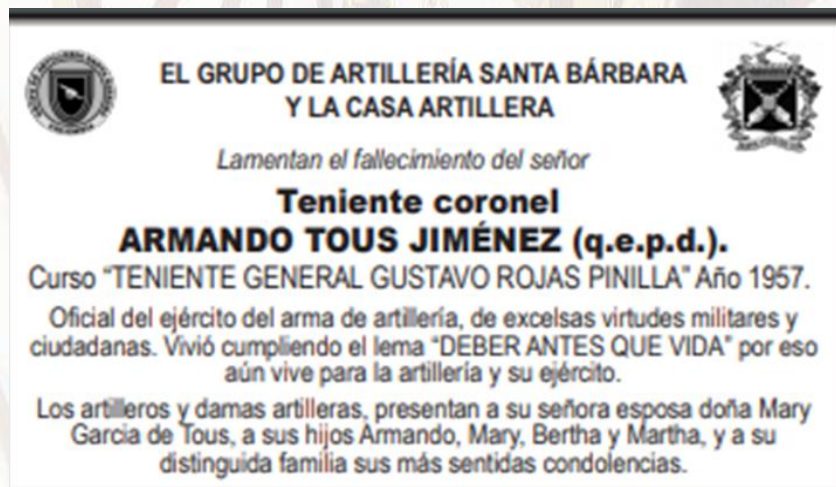 EL GRUPO DE ARTILLERÍA SANTA BÁRBARA
Y LA CASA ARTILLERA
Lamentan el fallecimiento del señor
Teniente coronel
ARMANDO TOUS JIMÉNEZ (q.e.p.d.).
Curso “TENIENTE GENERAL GUSTAVO ROJAS PINILLA” Año 1957.
Oficial del ejército del arma de artillería, de excelsas virtudes militares y
ciudadanas. Vivió cumpliendo el lema “DEBER ANTES QUE VIDA” por eso
aún vive para la artillería y su ejército.
Los artilleros y damas artilleras, presentan a su señora esposa doña Mary
Garcia de Tous, a sus hijos Armando, Mary, Bertha y Martha, y a su
distinguida familia sus más sentidas condolencias.